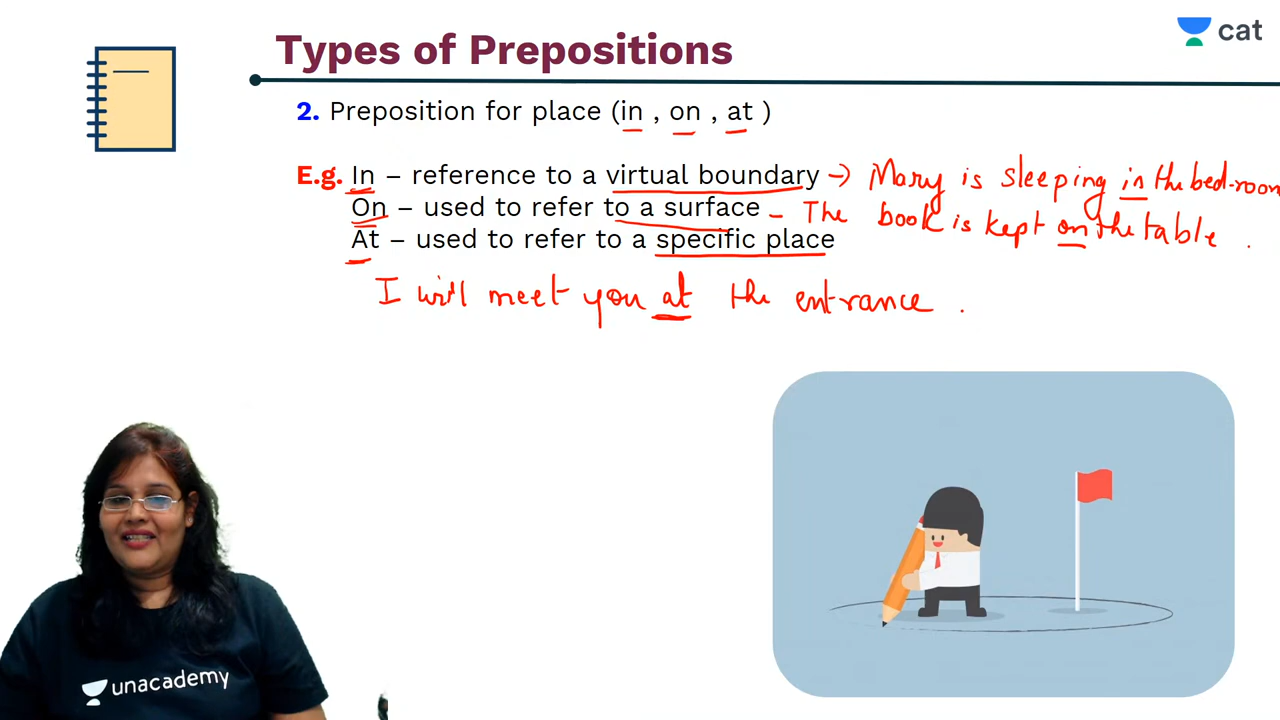 Types of Prepositions
cat
2. Preposition for place (in , on , at )
E.g. In – reference to a virtual boundary → Mary is sleeping in the bed-room
On – used to refer to a surface – The book is kept on the table .
At – used to refer to a specific place
I will meet you at the entrance .
unacademy